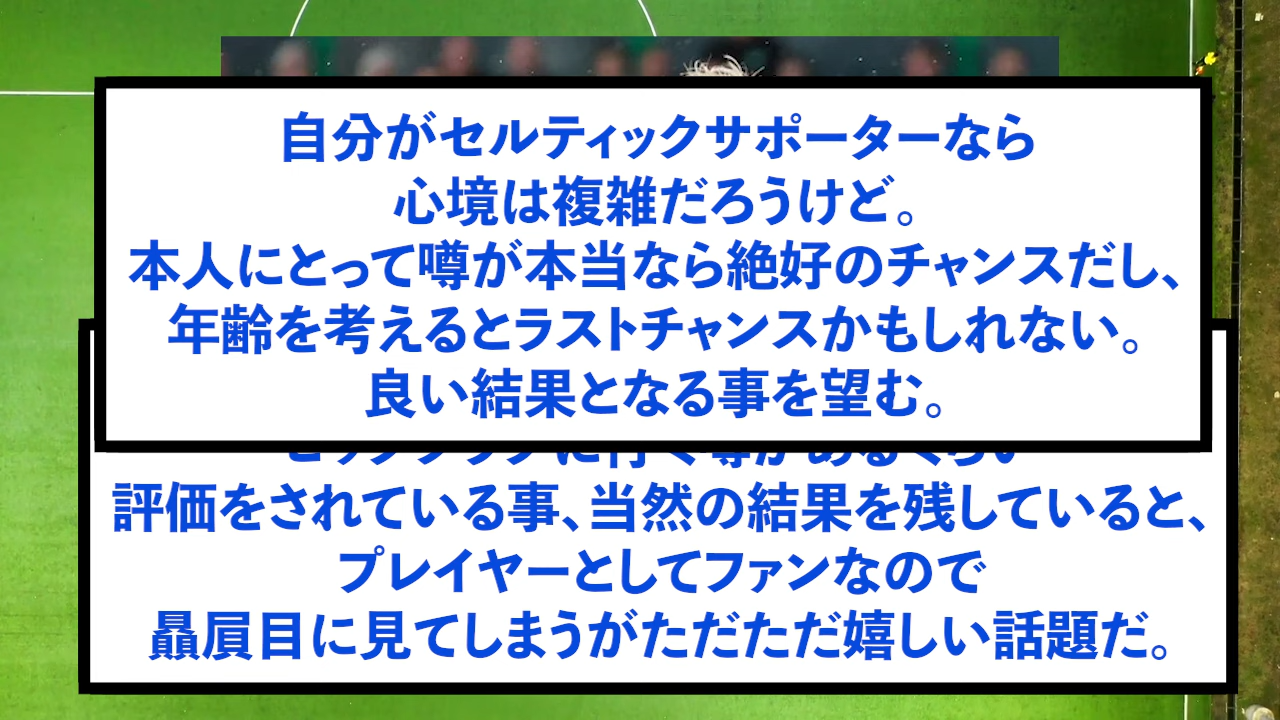 自分がセルティックサポーターなら
心境は複雑だろうけど。
本人にとって噂が本当なら絶好のチャンスだし、
年齢を考えるとラストチャンスかもしれない。
良い結果となる事を望む。
評価をされている事、当然の結果を残していると、
プレイヤーとしてファンなので
贔屓目に見てしまうがただただ嬉しい話題だ。